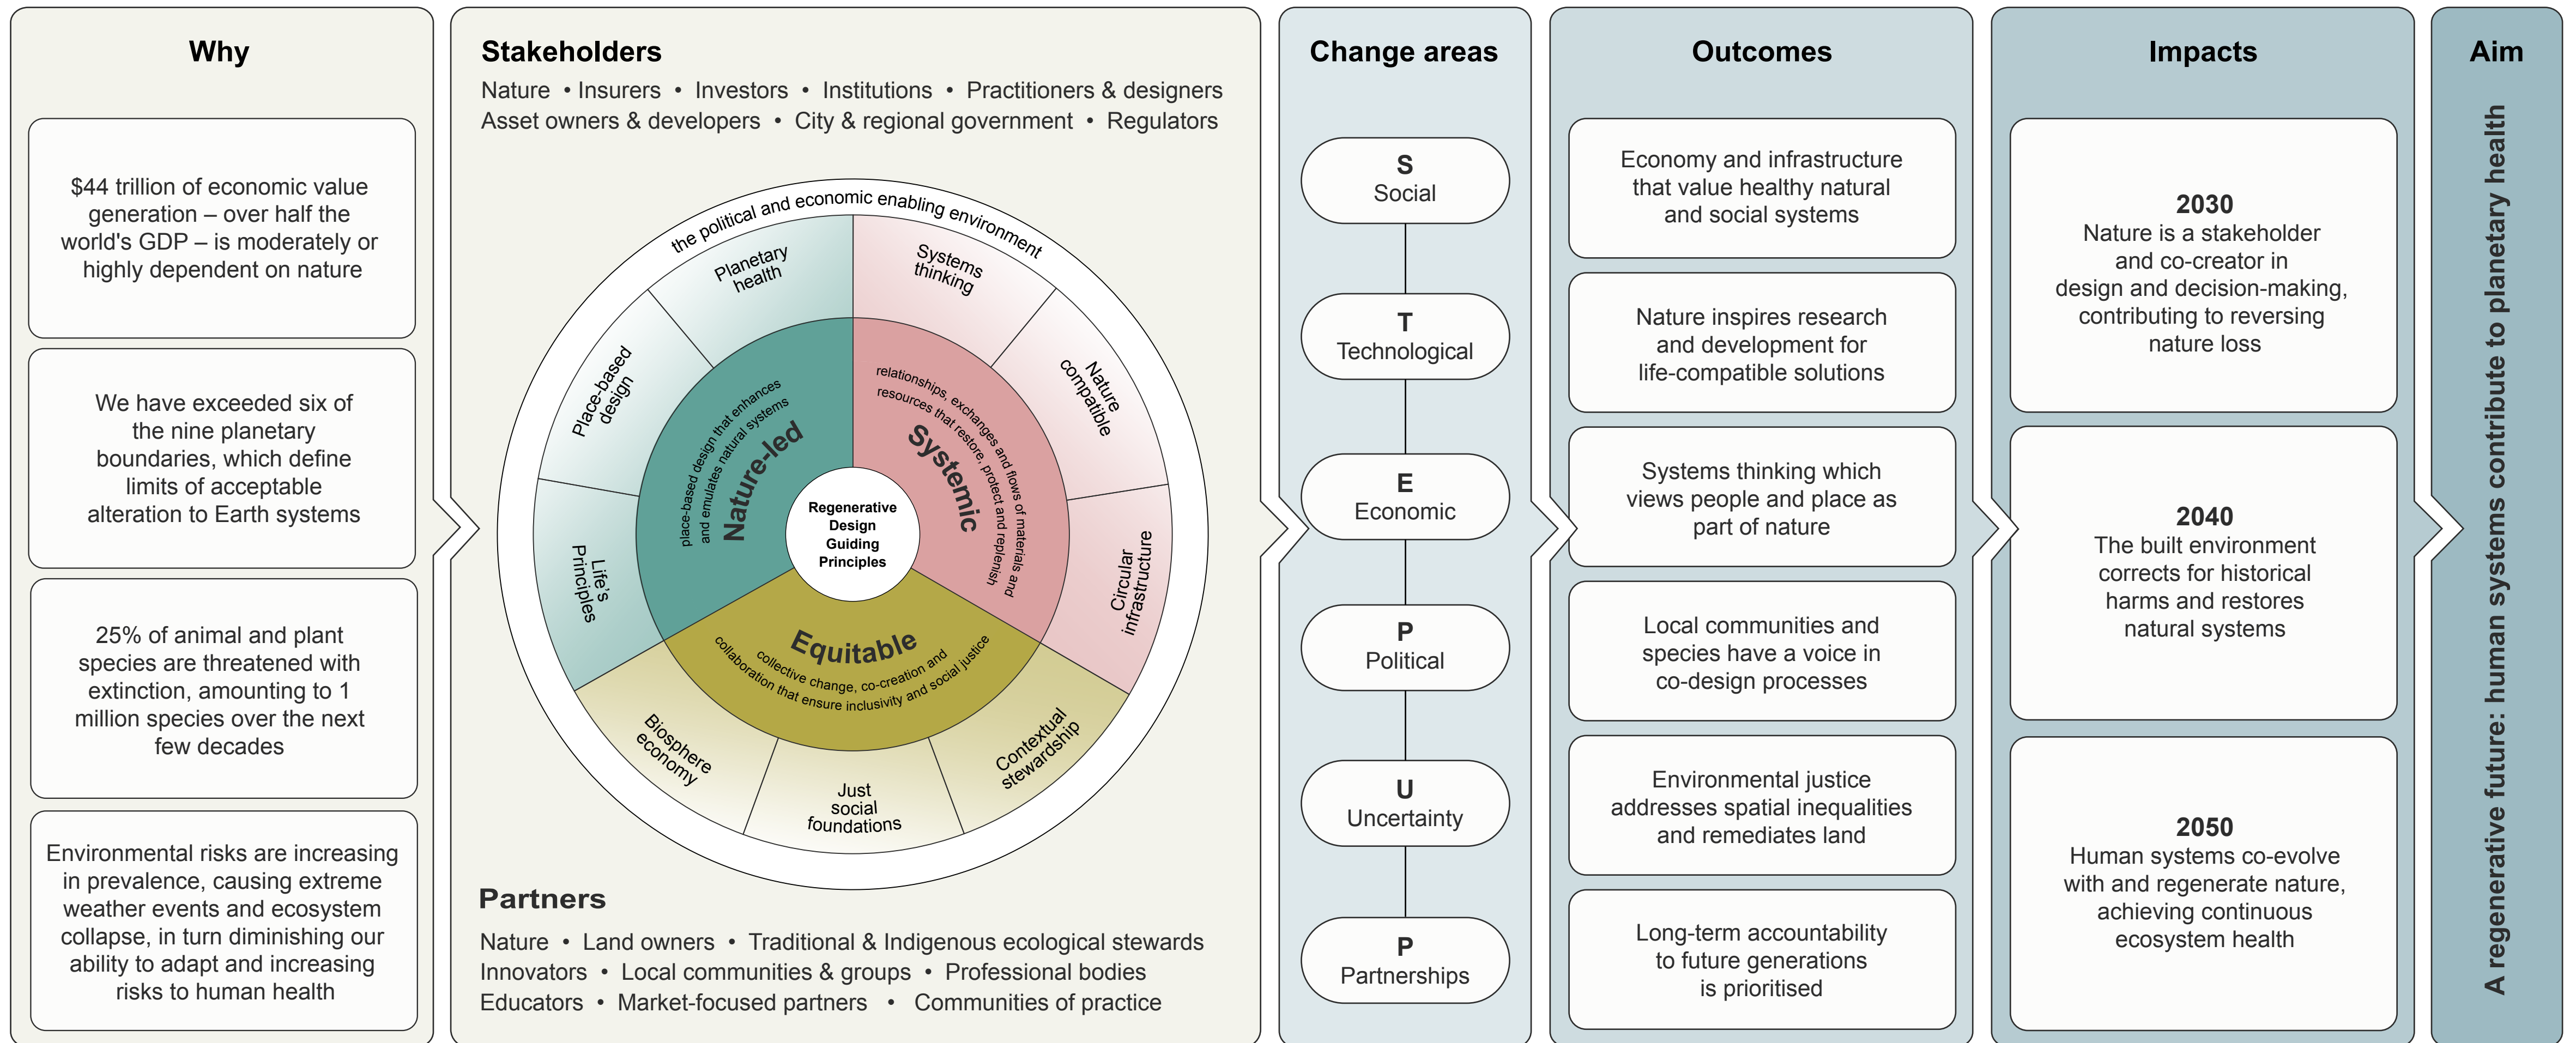 Why
$44 trillion of economic value
generation – over half the
world's GDP – is moderately or
highly dependent on nature
We have exceeded six of
the nine planetary
boundaries, which define
limits of acceptable
alteration to Earth systems
25% of animal and plant
species are threatened with
extinction, amounting to 1
million species over the next
few decades
Environmental risks are increasing
in prevalence, causing extreme
weather events and ecosystem
collapse, in turn diminishing our
ability to adapt and increasing
risks to human health
Stakeholders
Nature • Insurers • Investors • Institutions • Practitioners & designers
Asset owners & developers • City & regional government • Regulators
the political and economic enabling environment
Planetary
health
Place-based
design
Life's
Principles
Nature-led
place-based design that enhances
and emulates natural systems
Systems
thinking
Nature
compatible
Circular
infrastructure
Systemic
relationships, exchanges and flows of materials and
resources that restore, protect and replenish
Regenerative
Design
Guiding
Principles
Equitable
collective change, co-creation and
collaboration that ensure inclusivity and social justice
Biosphere
economy
Just
social
foundations
Contextual
stewardship
Partners
Nature • Land owners • Traditional & Indigenous ecological stewards
Innovators • Local communities & groups • Professional bodies
Educators • Market-focused partners • Communities of practice
Change areas
S
Social
T
Technological
E
Economic
P
Political
U
Uncertainty
P
Partnerships
Outcomes
Economy and infrastructure
that value healthy natural
and social systems
Nature inspires research
and development for
life-compatible solutions
Systems thinking which
views people and place as
part of nature
Local communities and
species have a voice in
co-design processes
Environmental justice
addresses spatial inequalities
and remediates land
Long-term accountability
to future generations
is prioritised
Impacts
2030
Nature is a stakeholder
and co-creator in
design and decision-making,
contributing to reversing
nature loss
2040
The built environment
corrects for historical
harms and restores
natural systems
2050
Human systems co-evolve
with and regenerate nature,
achieving continuous
ecosystem health
Aim
A regenerative future: human systems contribute to planetary health